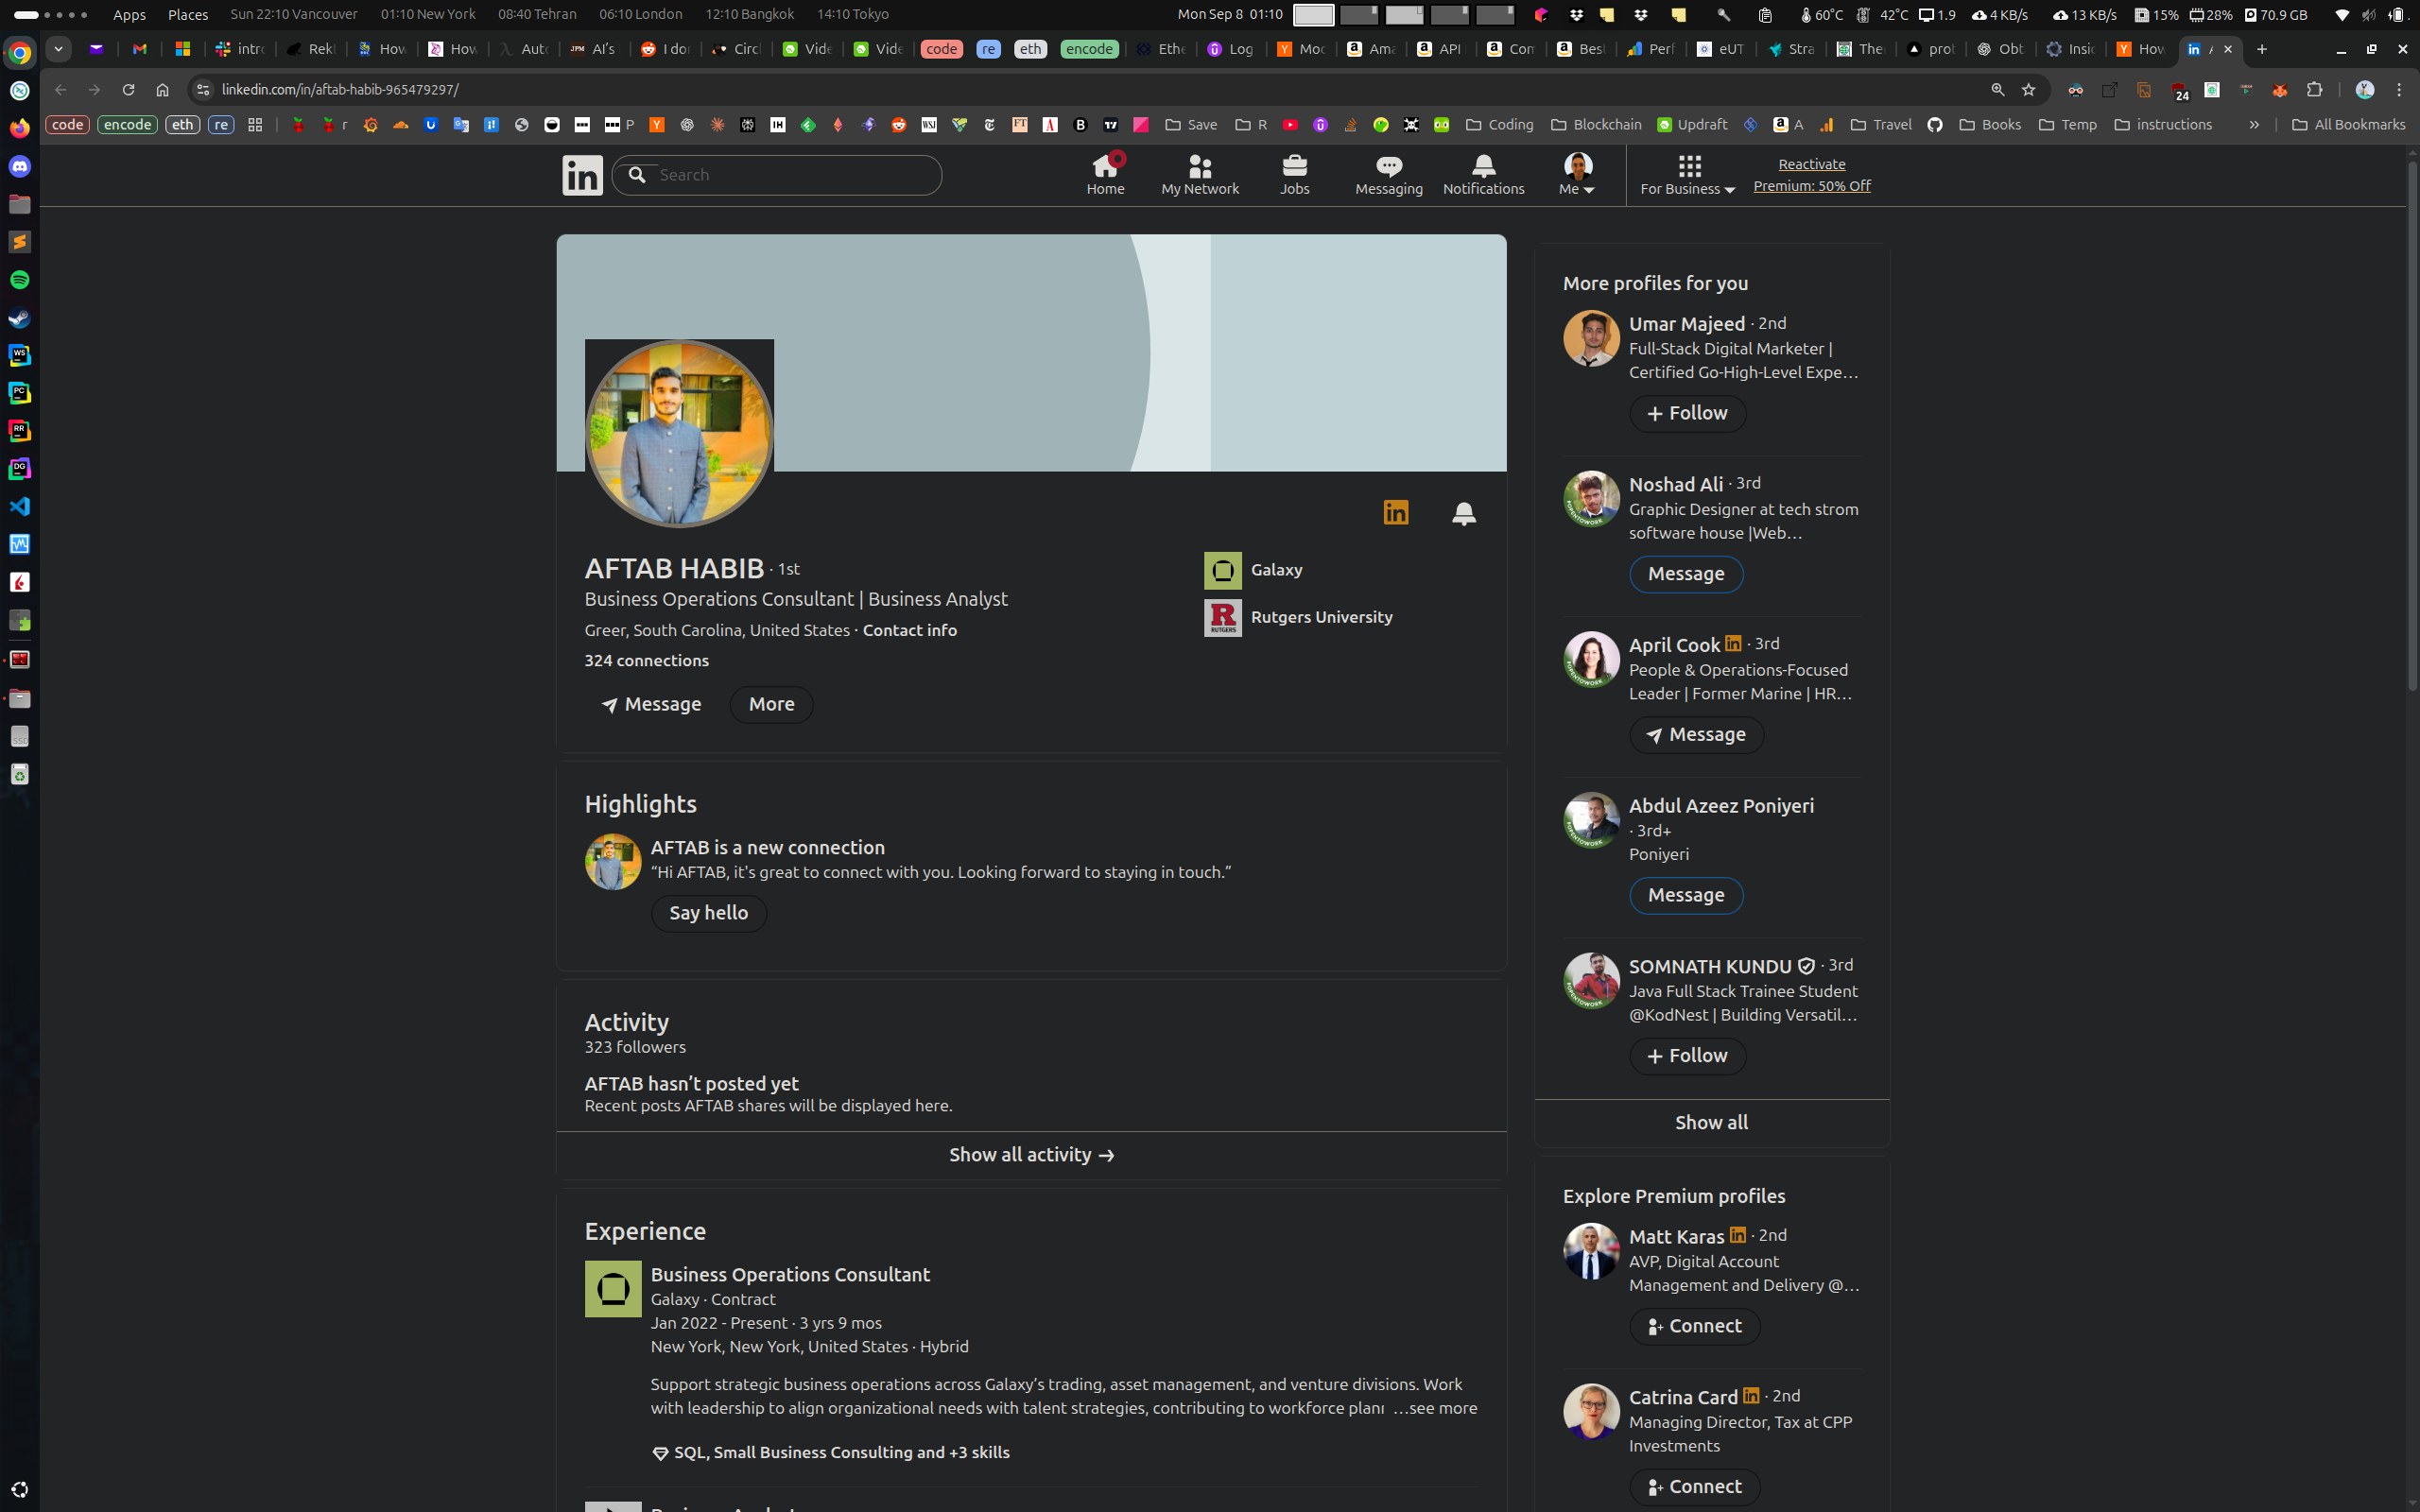 Apps Places Sun 22:10 Vancouver 01:10 New York 08:40 Tehran 06:10 London 12:10 Bangkok 14:10 Tokyo Mon Sep 8 01:10 60°C 42°C 1.9 4 KB/s 13 KB/s 15% 28% 70.9 GB
intro Rekt How How Auto AI's I do Circ Vide Vide code re eth encode Ethe Log Moc Ama API Com Best Perf eUT Stra The prot Obt Insi How
linkedin.com/in/aftab-habib-965479297/
24
code encode eth re r P Save R Coding Blockchain Updraft A Travel Books Temp instructions » All Bookmarks
Search
Home
My Network
Jobs
Messaging
Notifications
Me
For Business
Reactivate
Premium: 50% Off
AFTAB HABIB · 1st
Business Operations Consultant | Business Analyst
Greer, South Carolina, United States · Contact info
324 connections
Message More
Galaxy
Rutgers University
Highlights
AFTAB is a new connection
“Hi AFTAB, it's great to connect with you. Looking forward to staying in touch.”
Say hello
Activity
323 followers
AFTAB hasn’t posted yet
Recent posts AFTAB shares will be displayed here.
Show all activity →
Experience
Business Operations Consultant
Galaxy · Contract
Jan 2022 - Present · 3 yrs 9 mos
New York, New York, United States · Hybrid
Support strategic business operations across Galaxy’s trading, asset management, and venture divisions. Work
with leadership to align organizational needs with talent strategies, contributing to workforce plan …see more
SQL, Small Business Consulting and +3 skills
More profiles for you
Umar Majeed · 2nd
Full-Stack Digital Marketer |
Certified Go-High-Level Expe…
+ Follow
Noshad Ali · 3rd
Graphic Designer at tech strom
software house |Web…
Message
April Cook · 3rd
People & Operations-Focused
Leader | Former Marine | HR…
Message
Abdul Azeez Poniyeri
· 3rd+
Poniyeri
Message
SOMNATH KUNDU · 3rd
Java Full Stack Trainee Student
@KodNest | Building Versatil…
+ Follow
Show all
Explore Premium profiles
Matt Karas · 2nd
AVP, Digital Account
Management and Delivery @…
Connect
Catrina Card · 2nd
Managing Director, Tax at CPP
Investments
Connect